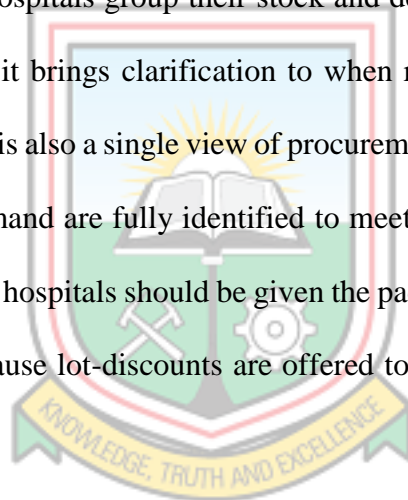 hospitals group their stock and
it brings clarification to when
is also a single view of procurem
hand are fully identified to meet
hospitals should be given the pa
ause lot-discounts are offered to
KNOWLEDGE, TRUTH AND EXCELLENCE